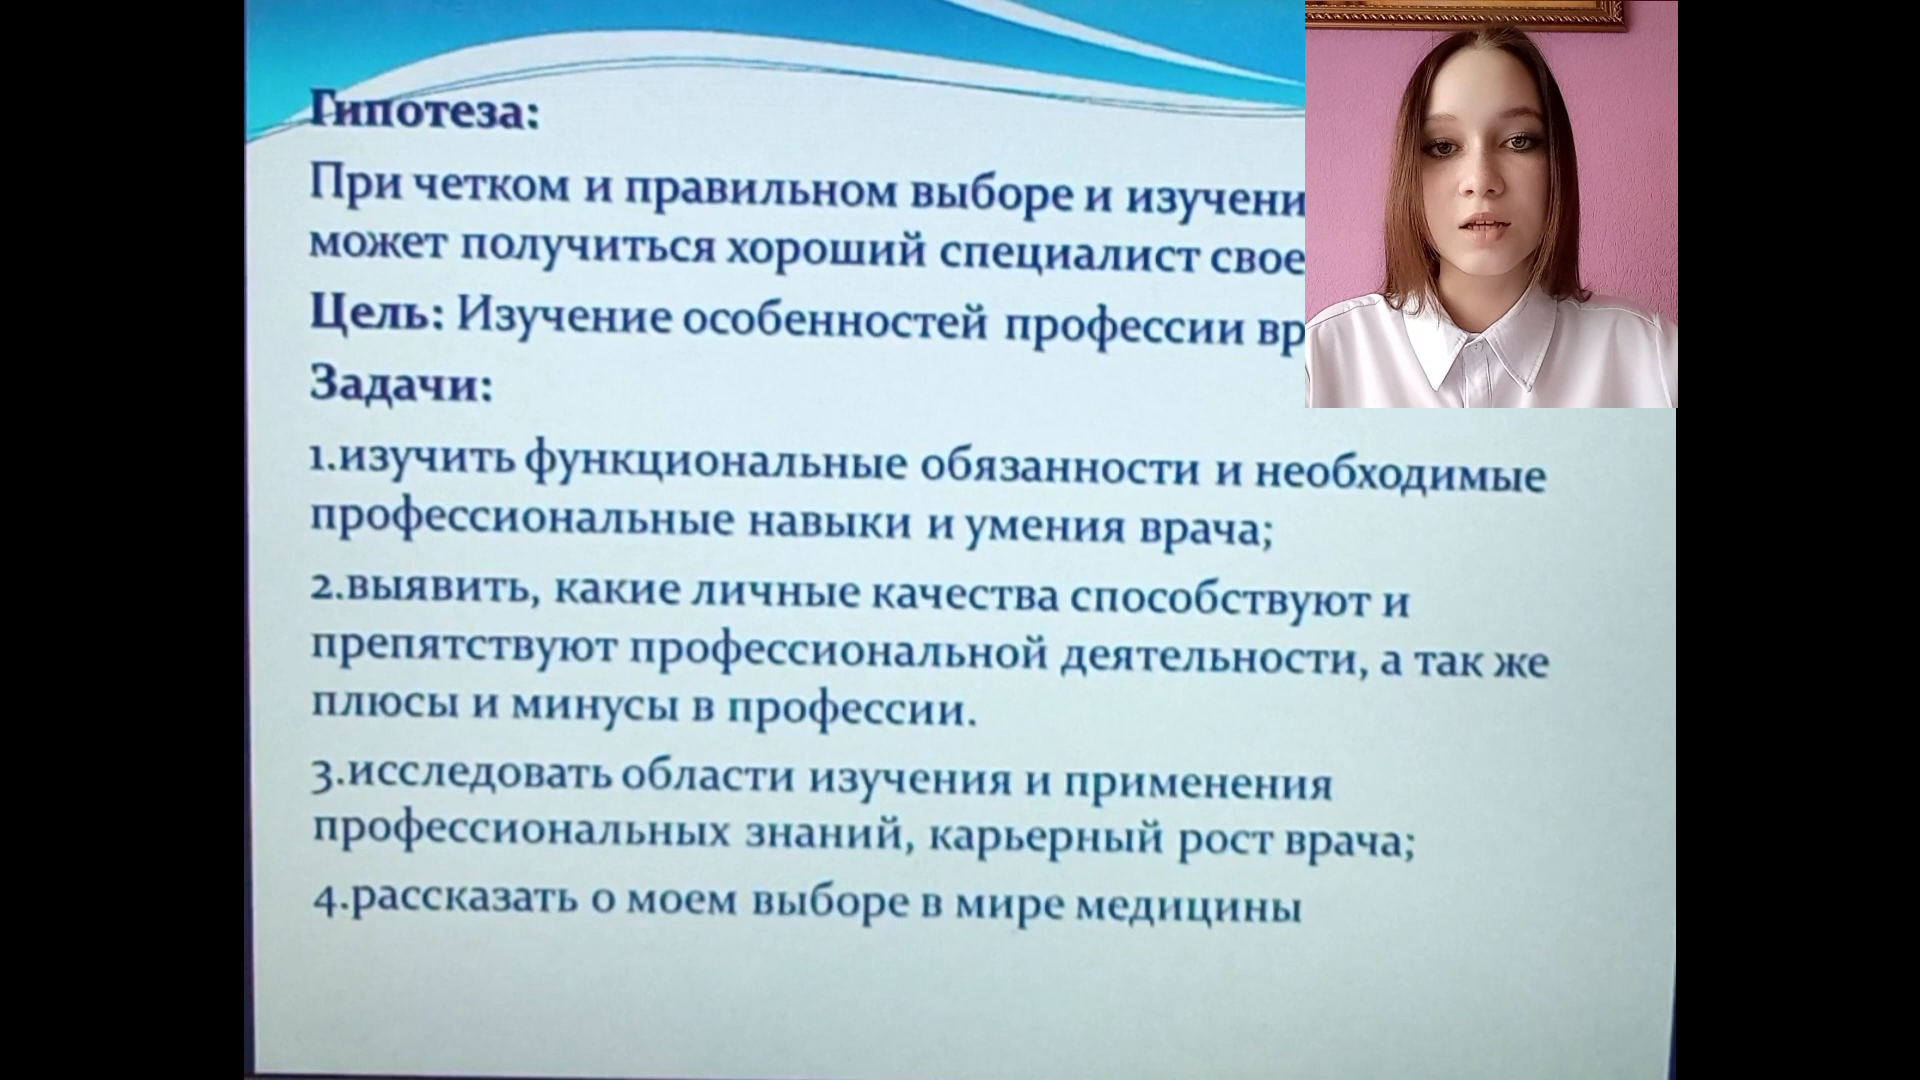 Гипотеза:
При четком и правильном выборе и изучени
может получиться хороший специалист свое
Цель: Изучение особенностей профессии вр
Задачи:
1.изучить функциональные обязанности и необходимые
профессиональные навыки и умения врача;
2.выявить, какие личные качества способствуют и
препятствуют профессиональной деятельности, а так же
плюсы и минусы в профессии.
3.исследовать области изучения и применения
профессиональных знаний, карьерный рост врача;
4.рассказать о моем выборе в мире медицины